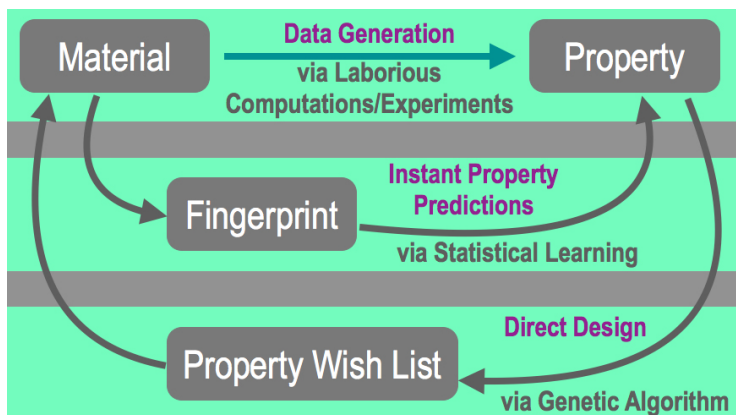 Material
Data Generation
via Laborious
Computations/Experiments
Property
Instant Property
Predictions
Fingerprint
via Statistical Learning
Direct Design
Property Wish List
via Genetic Algorithm